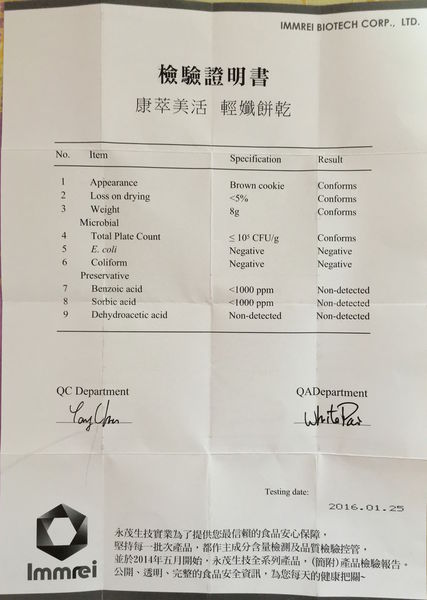 IMMREI BIOTECH CORP., LTD.
檢驗證明書
康萃美活 輕孅餅乾
No. Item Specification Result
1 Appearance Brown cookie Conforms
2 Loss on drying <5% Conforms
3 Weight 8g Conforms
Microbial
4 Total Plate Count ≤ 10⁵ CFU/g Conforms
5 E. coli Negative Negative
6 Coliform Negative Negative
Preservative
7 Benzoic acid <1000 ppm Non-detected
8 Sorbic acid <1000 ppm Non-detected
9 Dehydroacetic acid Non-detected Non-detected
QC Department QADepartment
Testing date: 2016.01.25
永茂生技實業為了提供您最信賴的食品安心保障，
堅持每一批次產品，都作主成分含量檢測及品質檢驗控管，
並於2014年五月開始，永茂生技全系列產品，(簡附)產品檢驗報告。
公開、透明、完整的食品安全資訊，為您每天的健康把關~
Immrei